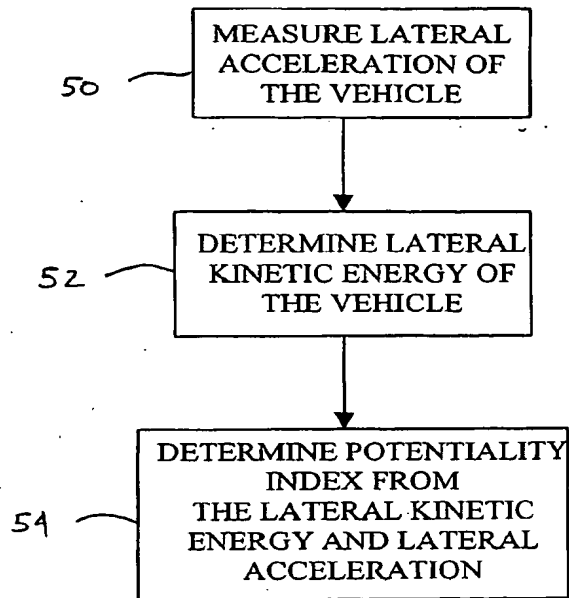 MEASURE LATERAL
ACCELERATION OF
THE VEHICLE
50
DETERMINE LATERAL
KINETIC ENERGY OF
THE VEHICLE
52
DETERMINE POTENTIALITY
INDEX FROM
THE LATERAL KINETIC
ENERGY AND LATERAL
ACCELERATION
54